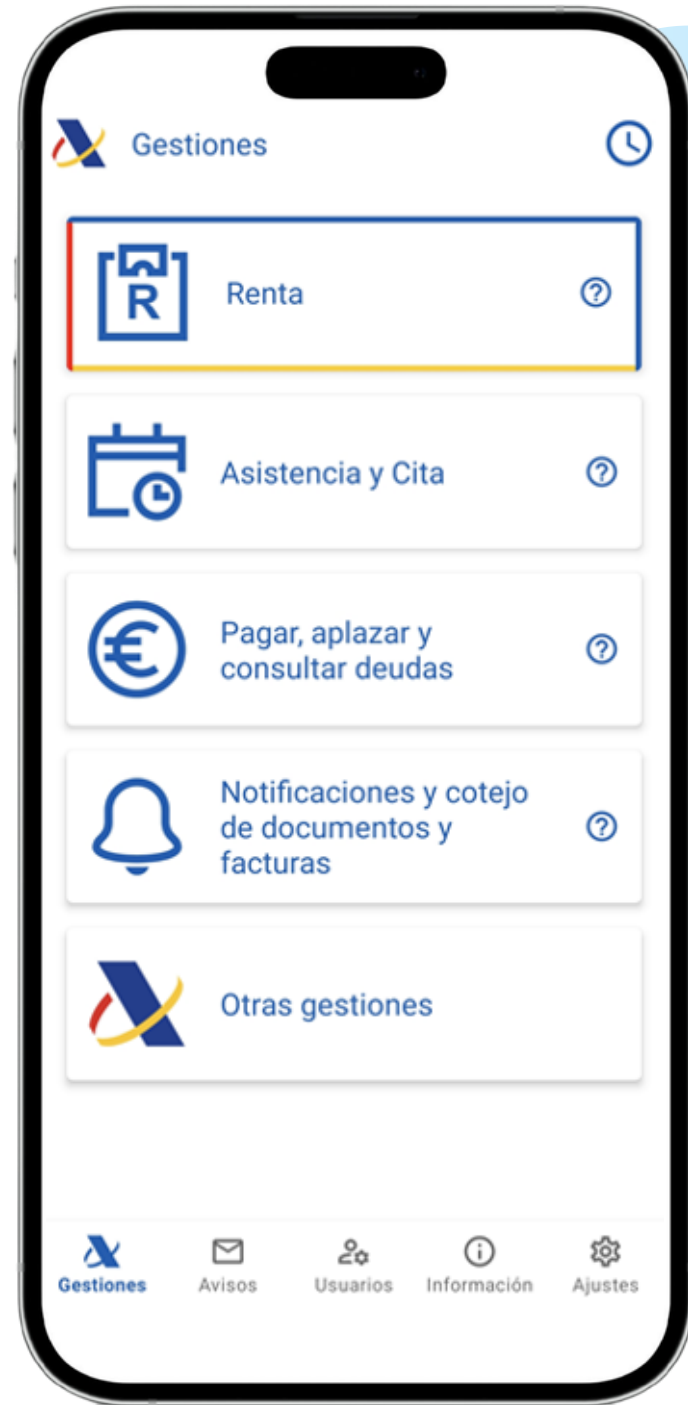 Gestiones
R
Renta
Asistencia y Cita
Pagar, aplazar y
consultar deudas
Notificaciones y cotejo
de documentos y
facturas
Otras gestiones
Gestiones
Avisos
Usuarios
Información
Ajustes